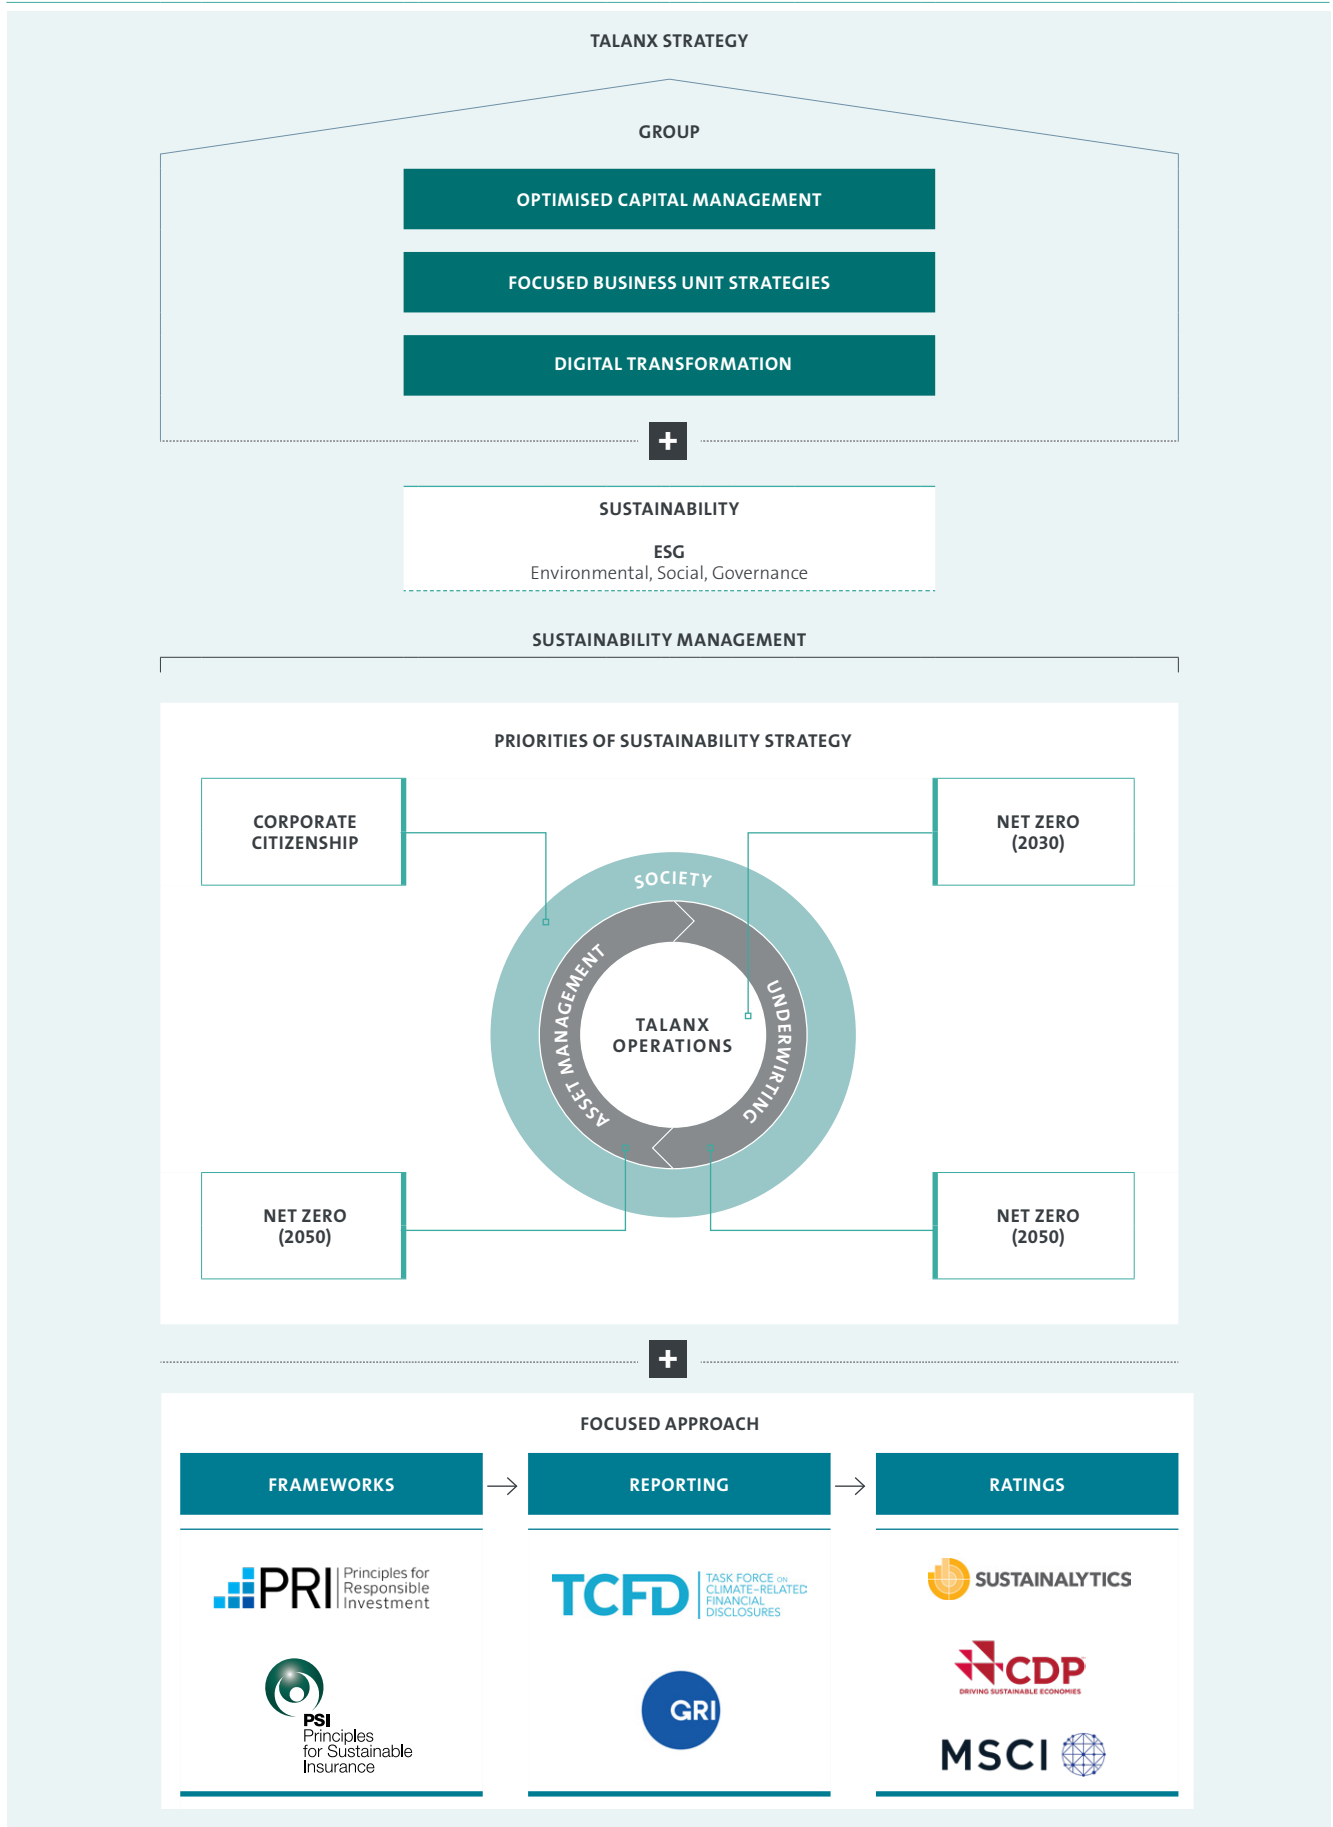 TALANX STRATEGY
GROUP
OPTIMISED CAPITAL MANAGEMENT
FOCUSED BUSINESS UNIT STRATEGIES
DIGITAL TRANSFORMATION
+
SUSTAINABILITY
ESG
Environmental, Social, Governance
SUSTAINABILITY MANAGEMENT
PRIORITIES OF SUSTAINABILITY STRATEGY
CORPORATE
CITIZENSHIP
NET ZERO
(2030)
SOCIETY
ASSET MANAGEMENT
UNDERWIRTING
TALANX
OPERATIONS
NET ZERO
(2050)
NET ZERO
(2050)
+
FOCUSED APPROACH
FRAMEWORKS
REPORTING
RATINGS
PRI
Principles for
Responsible
Investment
PSI
Principles
for Sustainable
Insurance
TCFD
TASK FORCE ON
CLIMATE-RELATED
FINANCIAL
DISCLOSURES
GRI
SUSTAINALYTICS
CDP
DRIVING SUSTAINABLE ECONOMIES
MSCI